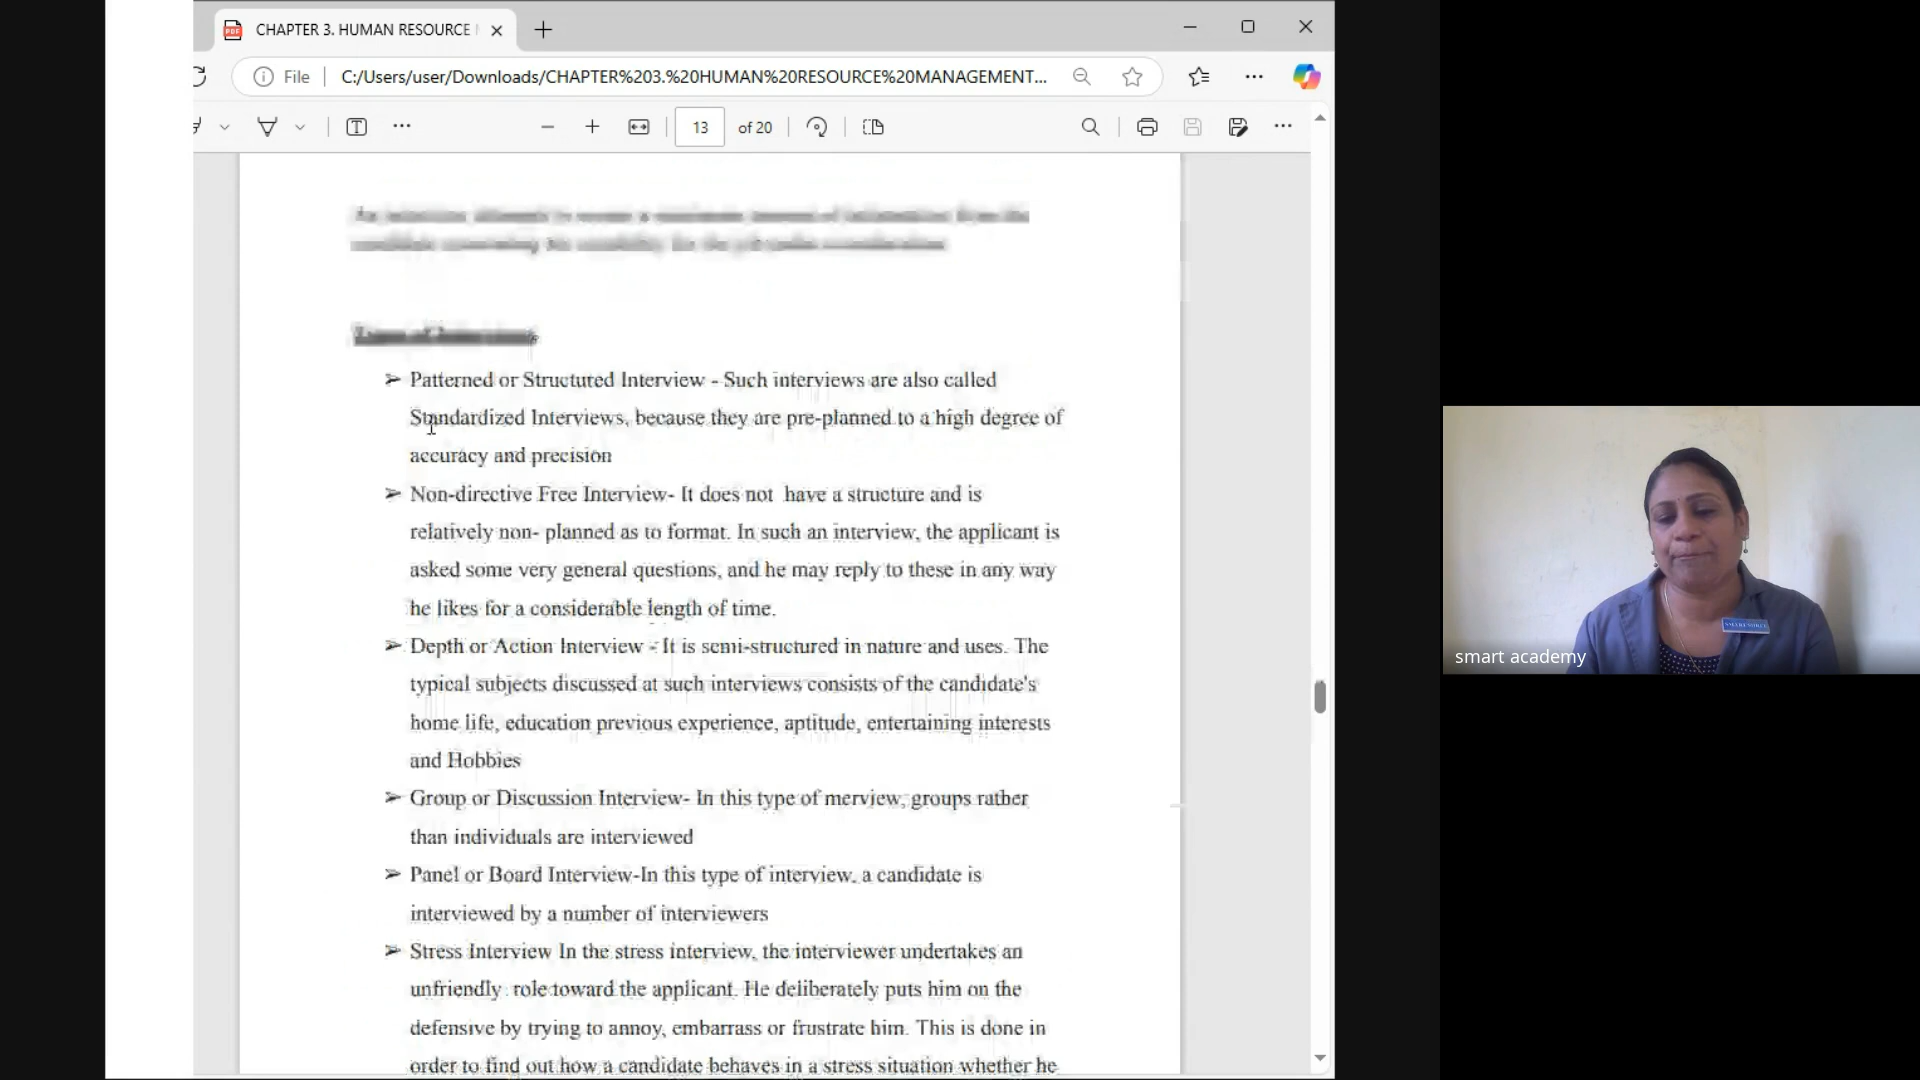 CHAPTER 3. HUMAN RESOURCE
File
C:/Users/user/Downloads/CHAPTER%203.%20HUMAN%20RESOURCE%20MANAGEMENT...
13 of 20
Types of Interviews
➢ Patterned or Structured Interview - Such interviews are also called
Standardized Interviews, because they are pre-planned to a high degree of
accuracy and precision
➢ Non-directive Free Interview- It does not have a structure and is
relatively non- planned as to format. In such an interview, the applicant is
asked some very general questions, and he may reply to these in any way
he likes for a considerable length of time.
➢ Depth or Action Interview - It is semi-structured in nature and uses. The
typical subjects discussed at such interviews consists of the candidate's
home life, education previous experience, aptitude, entertaining interests
and Hobbies
➢ Group or Discussion Interview- In this type of merview, groups rather
than individuals are interviewed
➢ Panel or Board Interview-In this type of interview, a candidate is
interviewed by a number of interviewers
➢ Stress Interview In the stress interview, the interviewer undertakes an
unfriendly role toward the applicant. He deliberately puts him on the
defensive by trying to annoy, embarrass or frustrate him. This is done in
order to find out how a candidate behaves in a stress situation whether he
smart academy